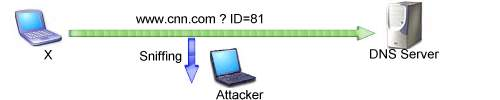 www.cnn.com ? ID=81
X
Sniffing
DNS Server
Attacker